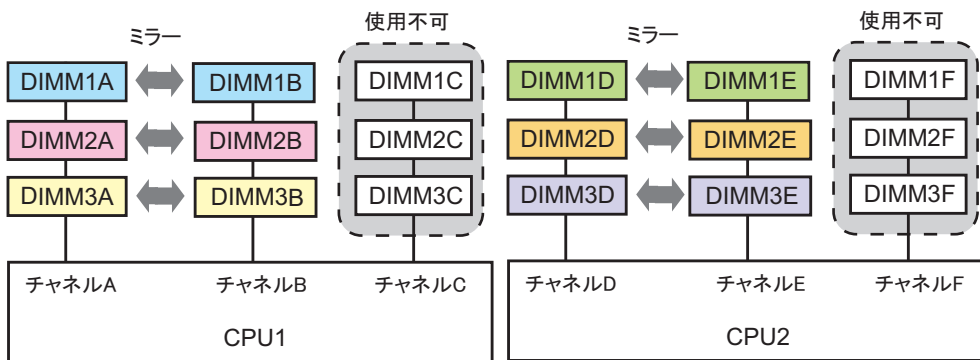 使用不可
使用不可
ミラー
ミラー
DIMM1A
DIMM1B
DIMM1C
DIMM1D
DIMM1E
DIMM1F
DIMM2A
DIMM2B
DIMM2C
DIMM2D
DIMM2E
DIMM2F
DIMM3A
DIMM3B
DIMM3C
DIMM3D
DIMM3E
DIMM3F
チャネルA
チャネルB
チャネルC
チャネルD
チャネルE
チャネルF
CPU1
CPU2